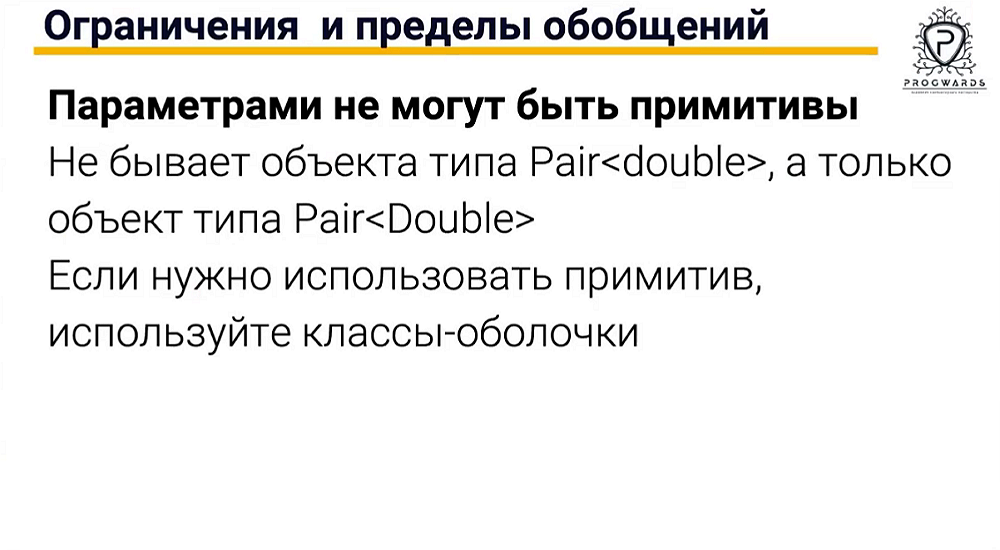 Ограничения и пределы обобщений
PROGWARDS
Параметрами не могут быть примитивы
Не бывает объекта типа Pair<double>, а только
объект типа Pair<Double>
Если нужно использовать примитив,
используйте классы-оболочки